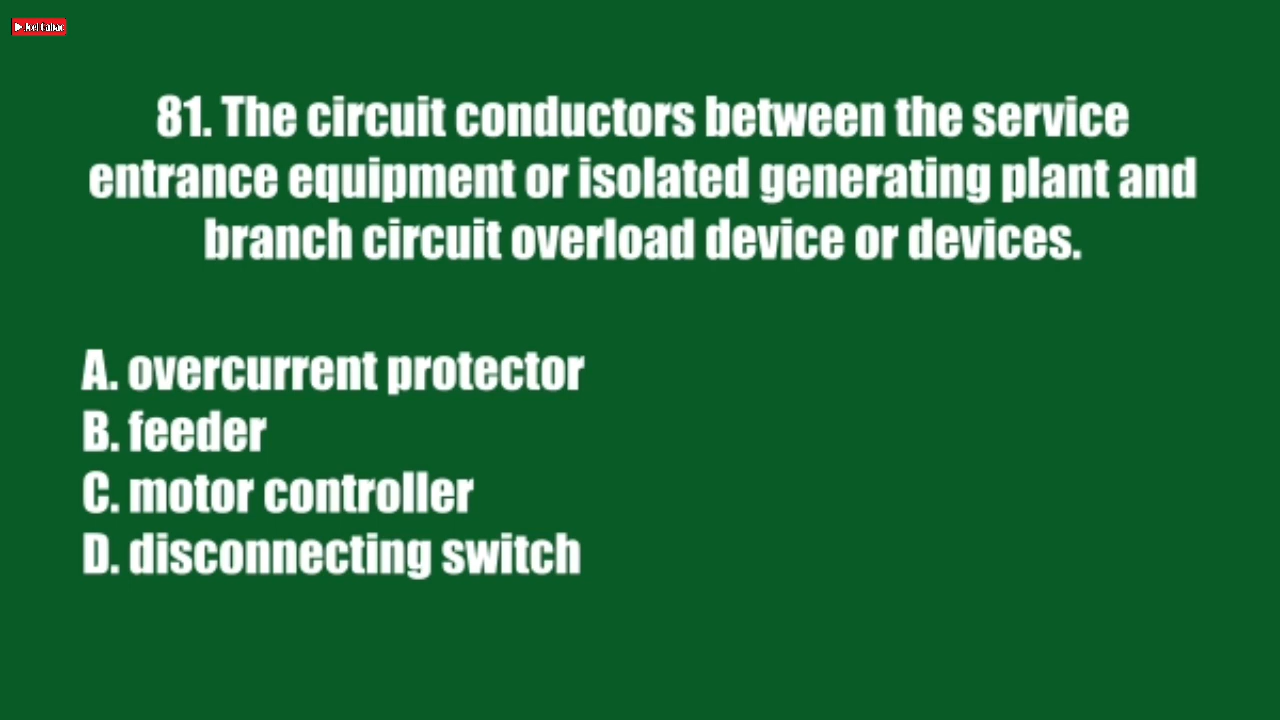 81. The circuit conductors between the service
entrance equipment or isolated generating plant and
branch circuit overload device or devices.
A. overcurrent protector
B. feeder
C. motor controller
D. disconnecting switch